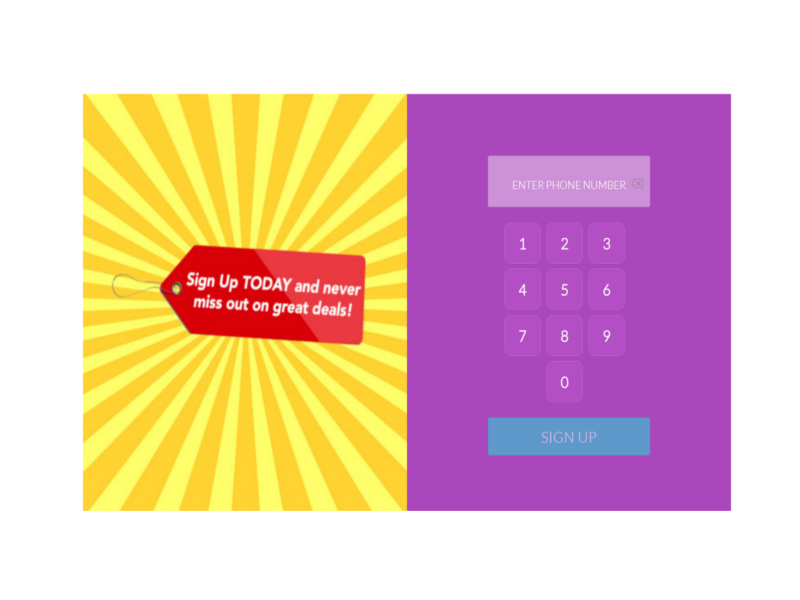 Sign Up TODAY and never
miss out on great deals!
ENTER PHONE NUMBER
1 2 3
4 5 6
7 8 9
0
SIGN UP